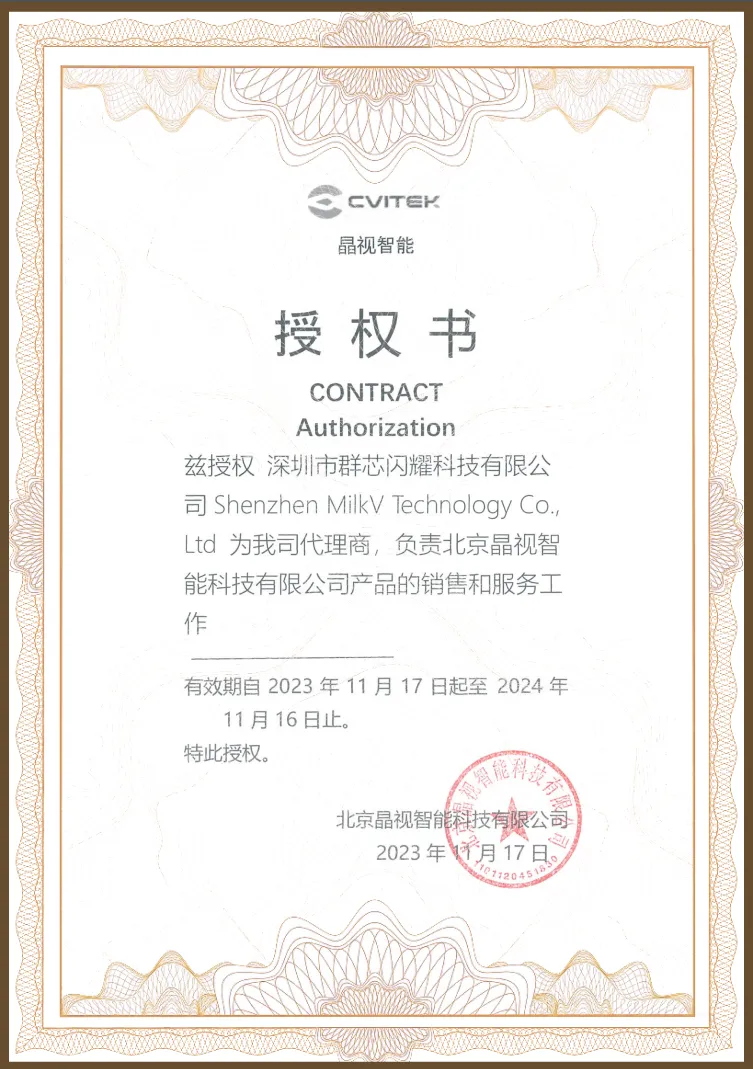 CVITEK
晶视智能
授权书
CONTRACT
Authorization
兹授权 深圳市群芯闪耀科技有限公
司 Shenzhen MilkV Technology Co.,
Ltd 为我司代理商，负责北京晶视智
能科技有限公司产品的销售和服务工
作
有效期自 2023 年 11 月 17 日起至 2024 年
11 月 16 日止。
特此授权。
北京晶视智能科技有限公司
2023 年 11 月 17 日
北京晶视智能科技有限公司